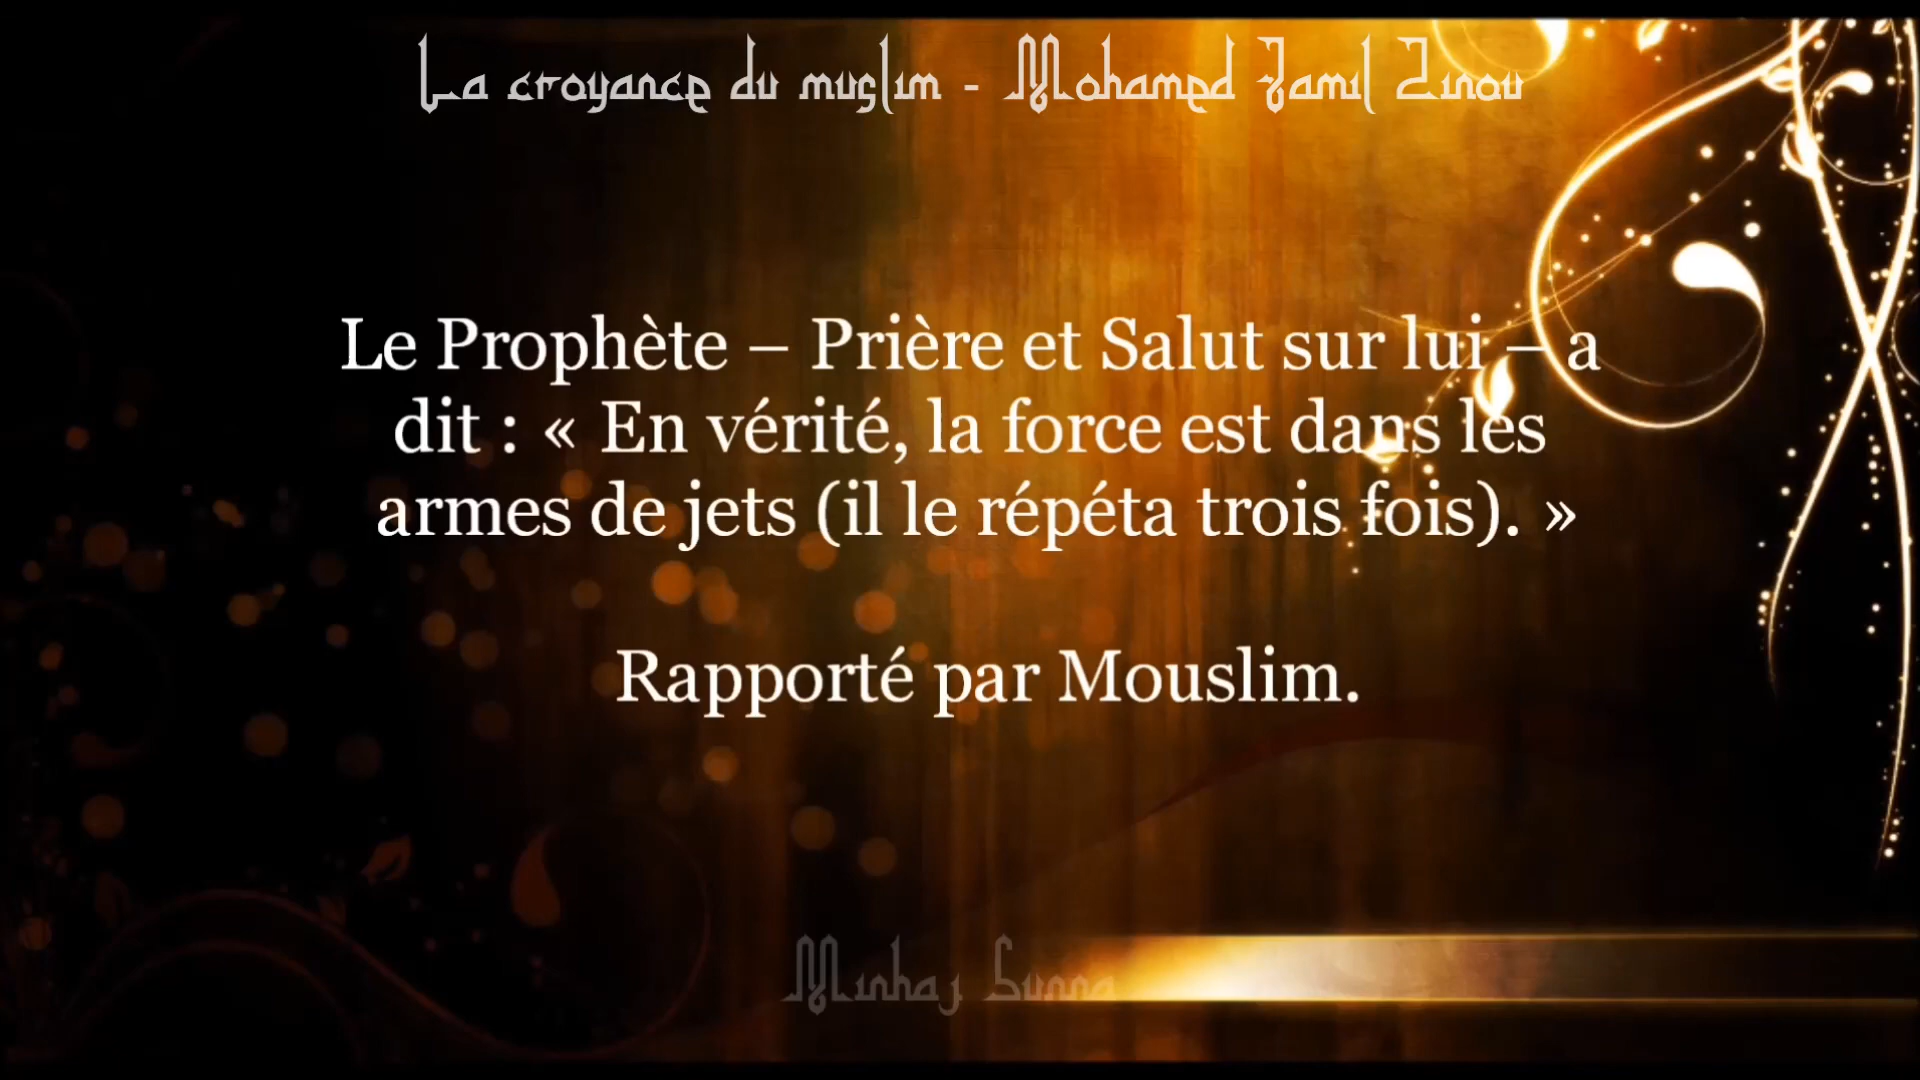 La croyance du muslim - Mohamed Jamil Zinou
Le Prophète – Prière et Salut sur lui – a
dit : « En vérité, la force est dans les
armes de jets (il le répéta trois fois). »
Rapporté par Mouslim.
Minhaj Sunna